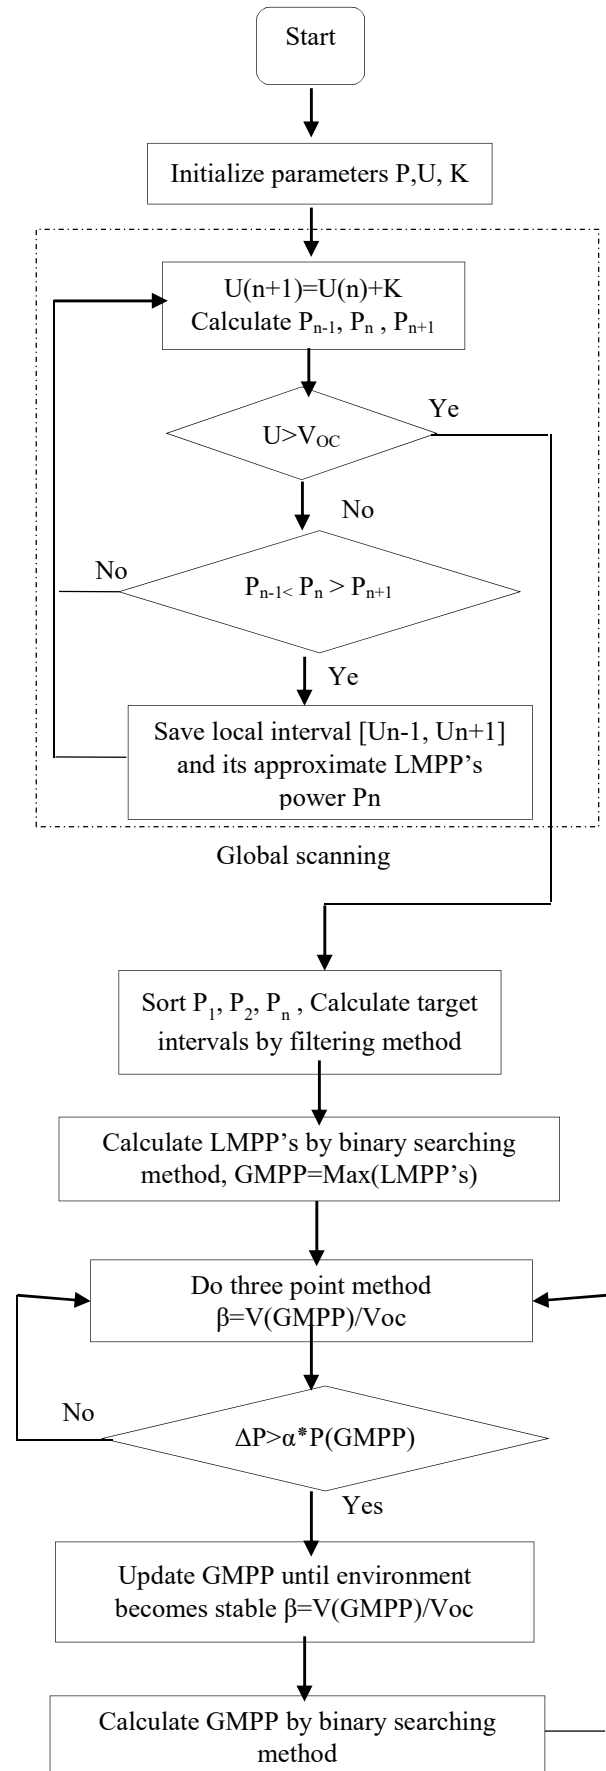 Start
Initialize parameters P,U, K
U(n+1)=U(n)+K
Calculate Pn-1, Pn , Pn+1
Ye
U>VOC
No
No
Pn-1< Pn > Pn+1
Ye
Save local interval [Un-1, Un+1]
and its approximate LMPP's
power Pn
Global scanning
Sort P1, P2, Pn , Calculate target
intervals by filtering method
Calculate LMPP's by binary searching
method, GMPP=Max(LMPP's)
Do three point method
β=V(GMPP)/Voc
No
ΔP>α*P(GMPP)
Yes
Update GMPP until environment
becomes stable β=V(GMPP)/Voc
Calculate GMPP by binary searching
method